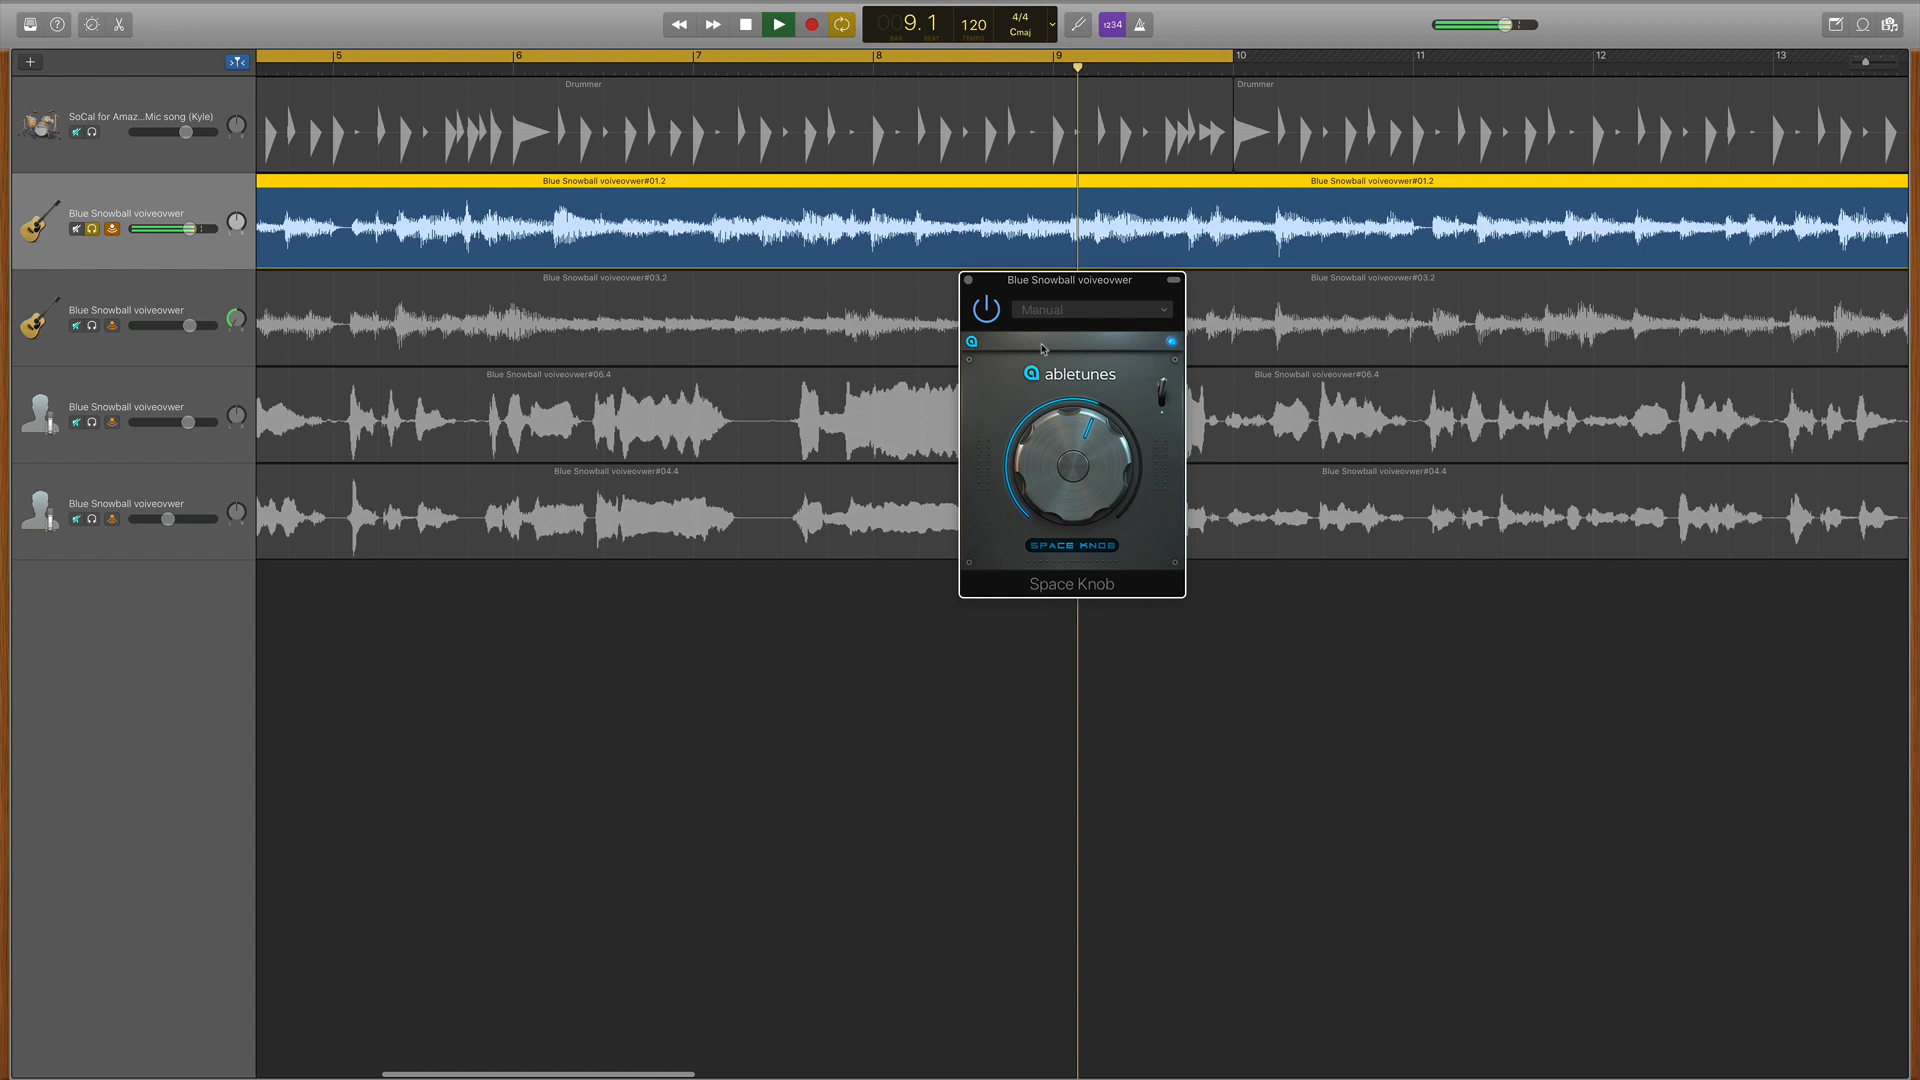 009.1
BAR
BEAT
120
TEMPO
4/4
Cmaj
1234
5
6
7
8
9
10
11
12
13
SoCal for Amaz...Mic song (Kyle)
L R
Drummer
Drummer
Blue Snowball voiveovwer
L R
Blue Snowball voiveovwer#01.2
Blue Snowball voiveovwer#01.2
Blue Snowball voiveovwer
L R
Blue Snowball voiveovwer#03.2
Blue Snowball voiveovwer#03.2
Blue Snowball voiveovwer
L R
Blue Snowball voiveovwer#06.4
Blue Snowball voiveovwer#06.4
Blue Snowball voiveovwer
L R
Blue Snowball voiveovwer#04.4
Blue Snowball voiveovwer#04.4
Blue Snowball voiveovwer
Manual
abletunes
SPACE KNOB
Space Knob